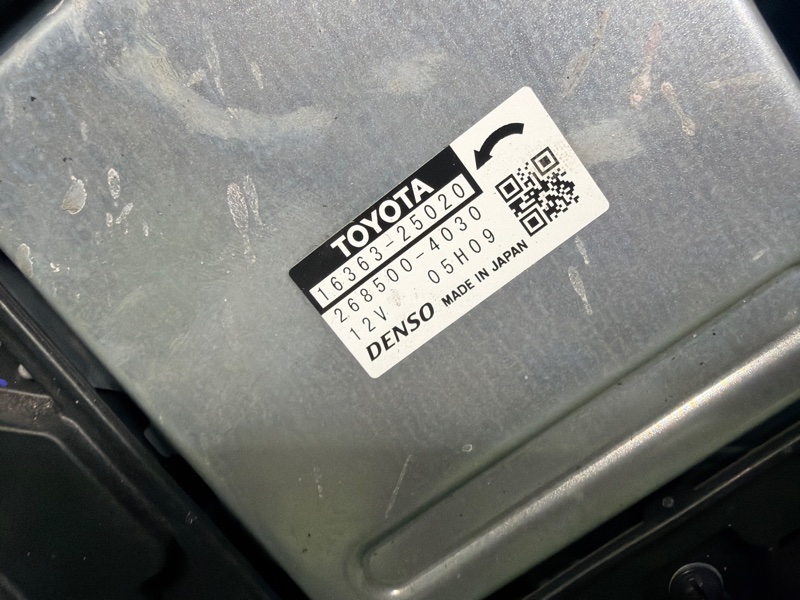 TOYOTA
16363-25020
268500-4030
12V 05H09
DENSO MADE IN JAPAN